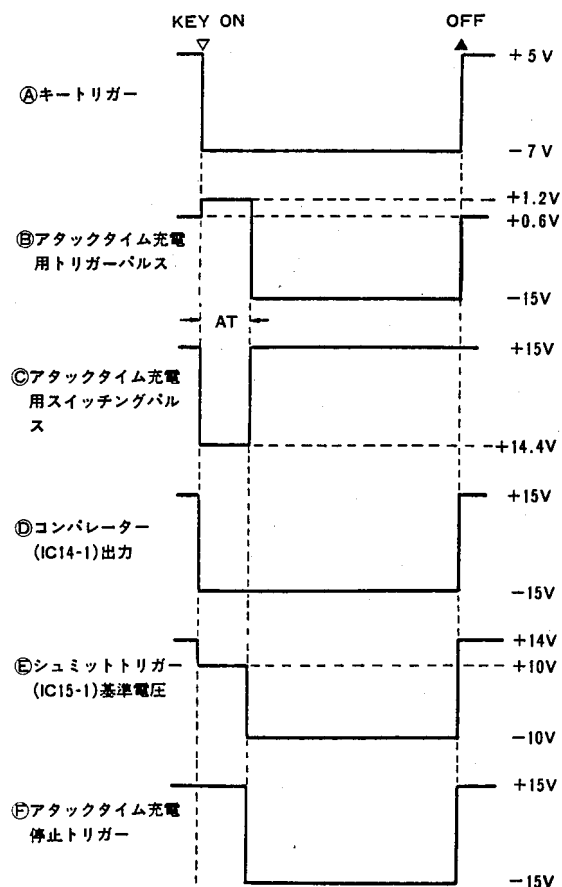 KEY ON
OFF
+5V
Ⓐキートリガー
−7V
+1.2V
+0.6V
Ⓑアタックタイム充電
用トリガーパルス
−15V
AT
+15V
Ⓒアタックタイム充電
用スイッチングパル
ス
+14.4V
+15V
Ⓓコンパレーター
(IC14-1)出力
−15V
+14V
Ⓔシュミットトリガー
+10V
(IC15-1)基準電圧
−10V
+15V
Ⓕアタックタイム充電
停止トリガー
−15V